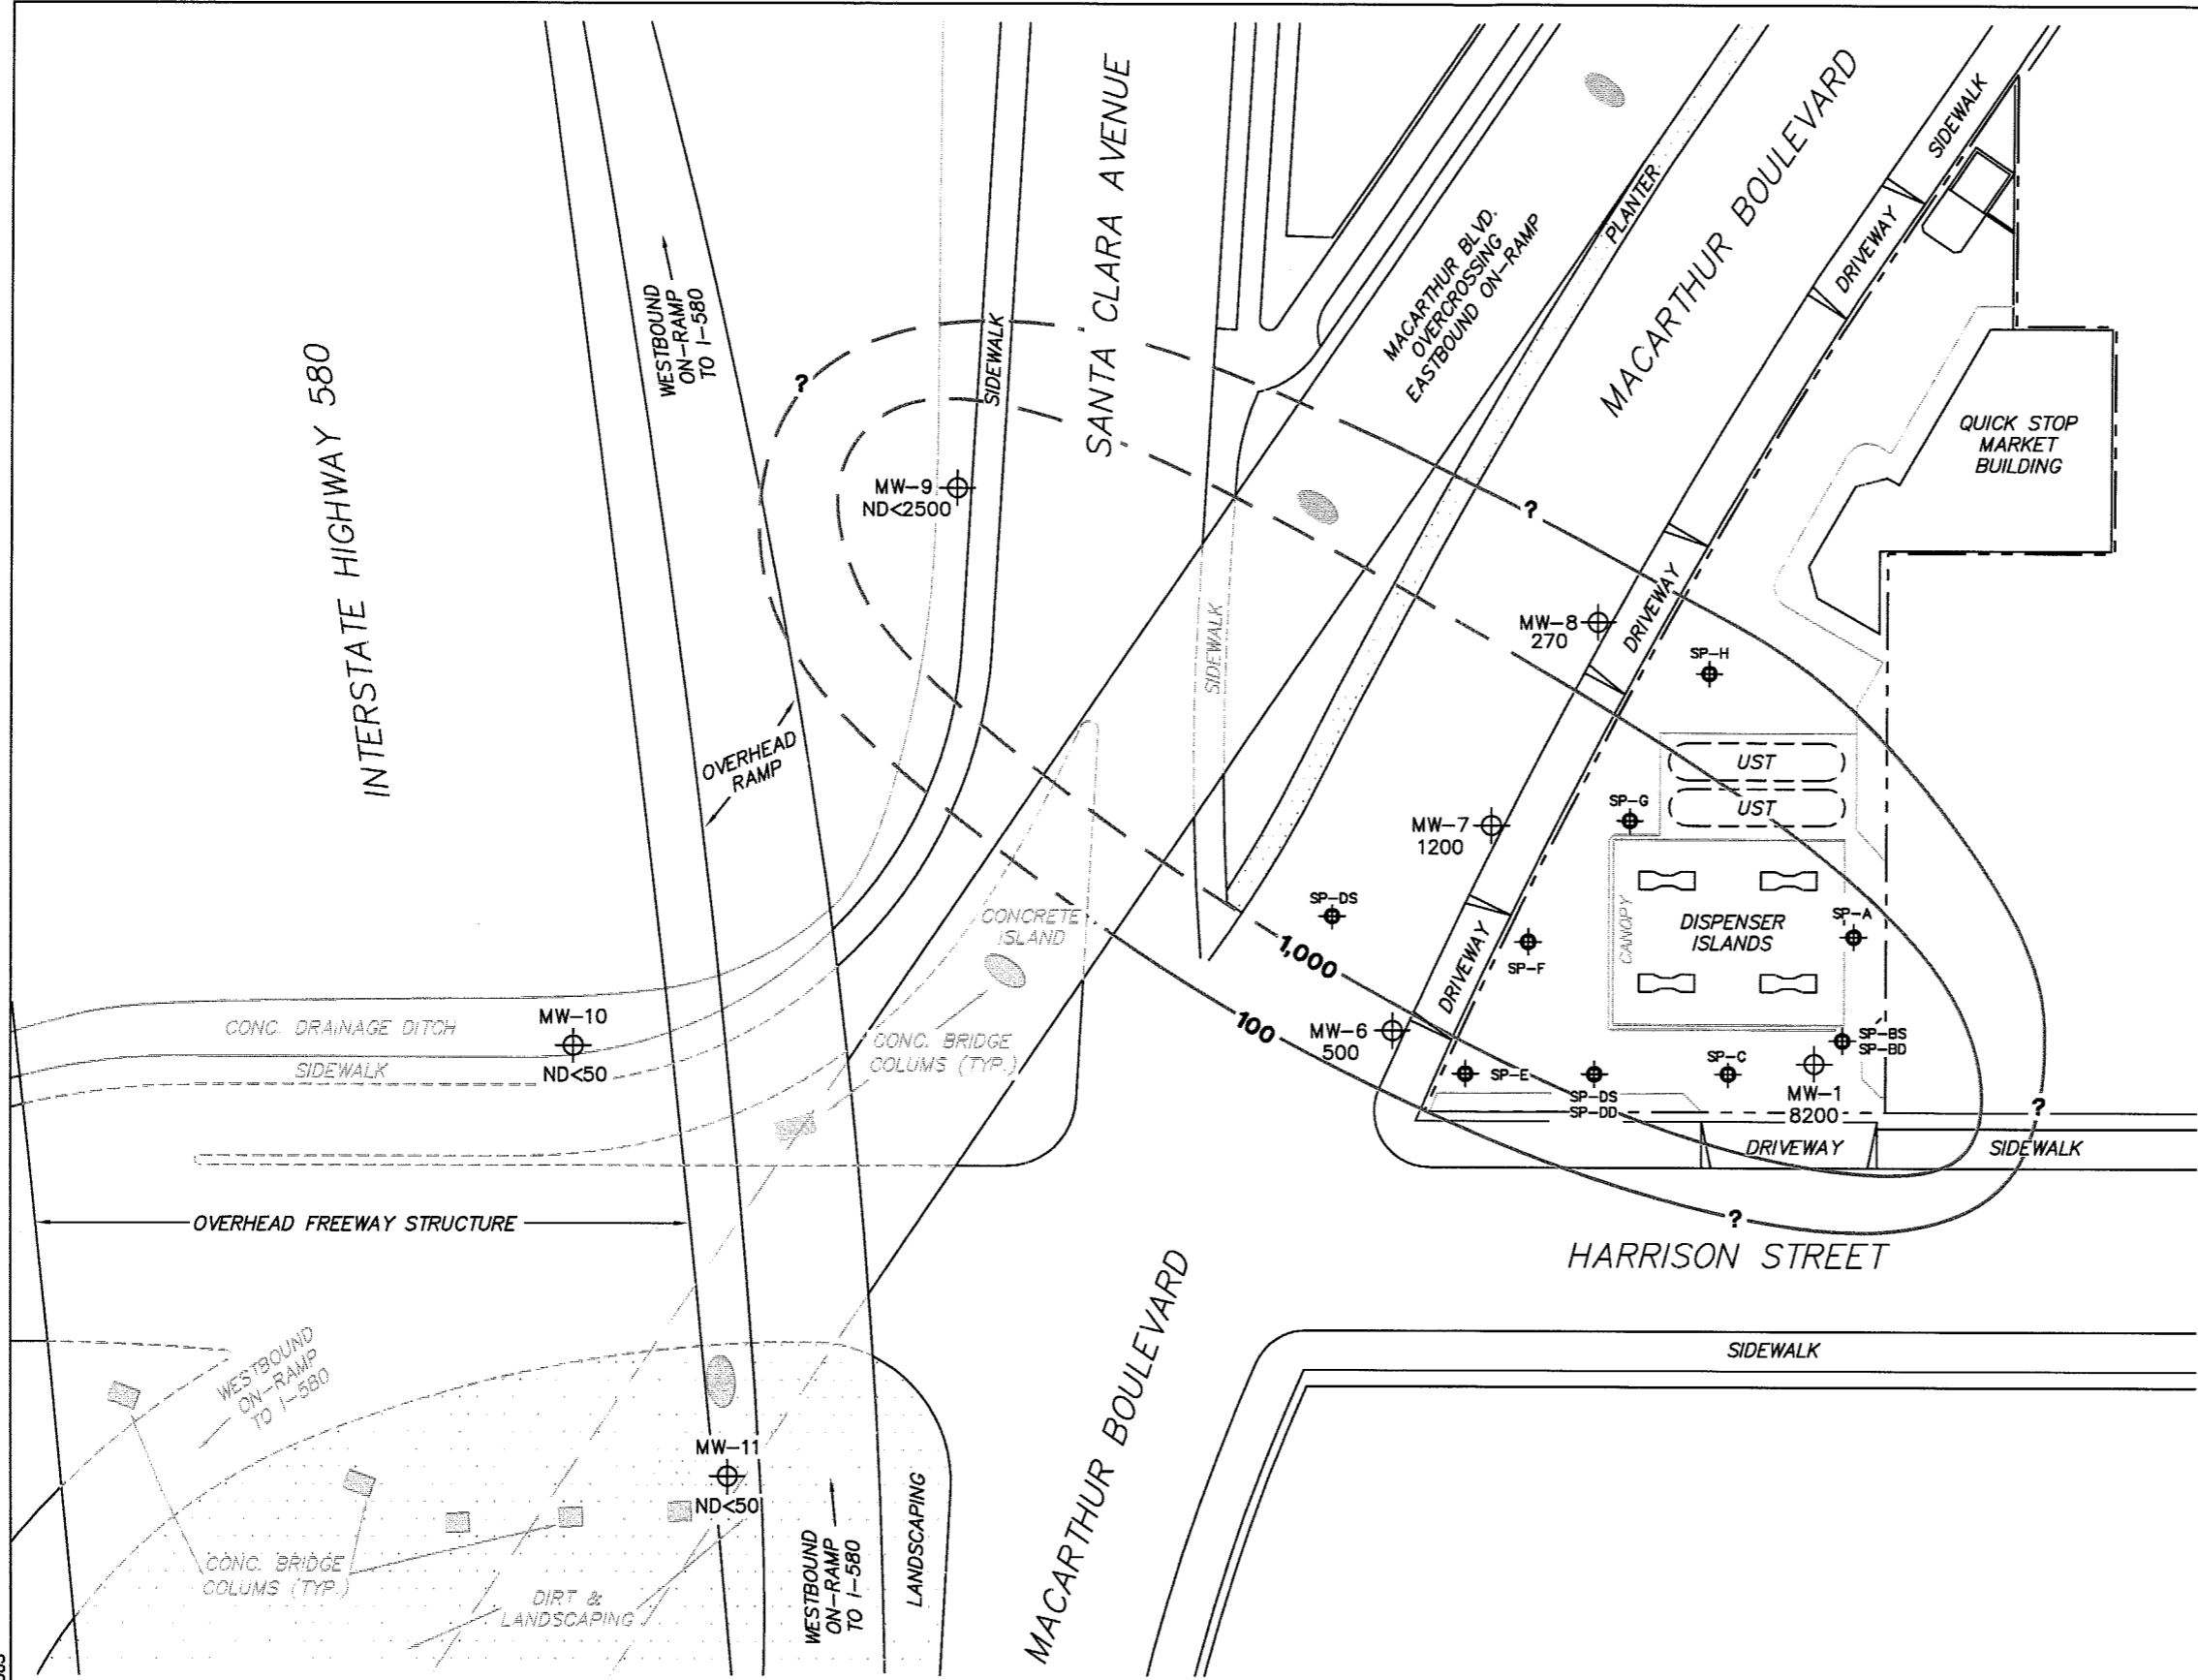 INTERSTATE HIGHWAY 580
WESTBOUND
ON-RAMP
TO I-580
SIDEWALK
SANTA CLARA AVENUE
MACARTHUR BLVD.
OVERCROSSING
EASTBOUND ON-RAMP
PLANTER
MACARTHUR BOULEVARD
SIDEWALK
DRIVEWAY
QUICK STOP
MARKET
BUILDING
?
MW-9
ND<2500
?
SIDEWALK
MW-8
270
DRIVEWAY
SP-H
OVERHEAD
RAMP
UST
UST
SP-G
MW-7
1200
SP-DS
CONCRETE
ISLAND
1,000
DRIVEWAY
SP-F
CANOPY
DISPENSER
ISLANDS
SP-A
CONC. DRAINAGE DITCH
SIDEWALK
MW-10
ND<50
CONC. BRIDGE
COLUMS (TYP.)
100
MW-6
500
SP-E
SP-DS
SP-DD
SP-C
SP-BS
SP-BD
MW-1
8200
?
DRIVEWAY
SIDEWALK
OVERHEAD FREEWAY STRUCTURE
?
HARRISON STREET
SIDEWALK
WESTBOUND
ON-RAMP
TO I-580
MW-11
ND<50
CONC. BRIDGE
COLUMS (TYP.)
DIRT &
LANDSCAPING
WESTBOUND
ON-RAMP
TO I-580
LANDSCAPING
MACARTHUR BOULEVARD